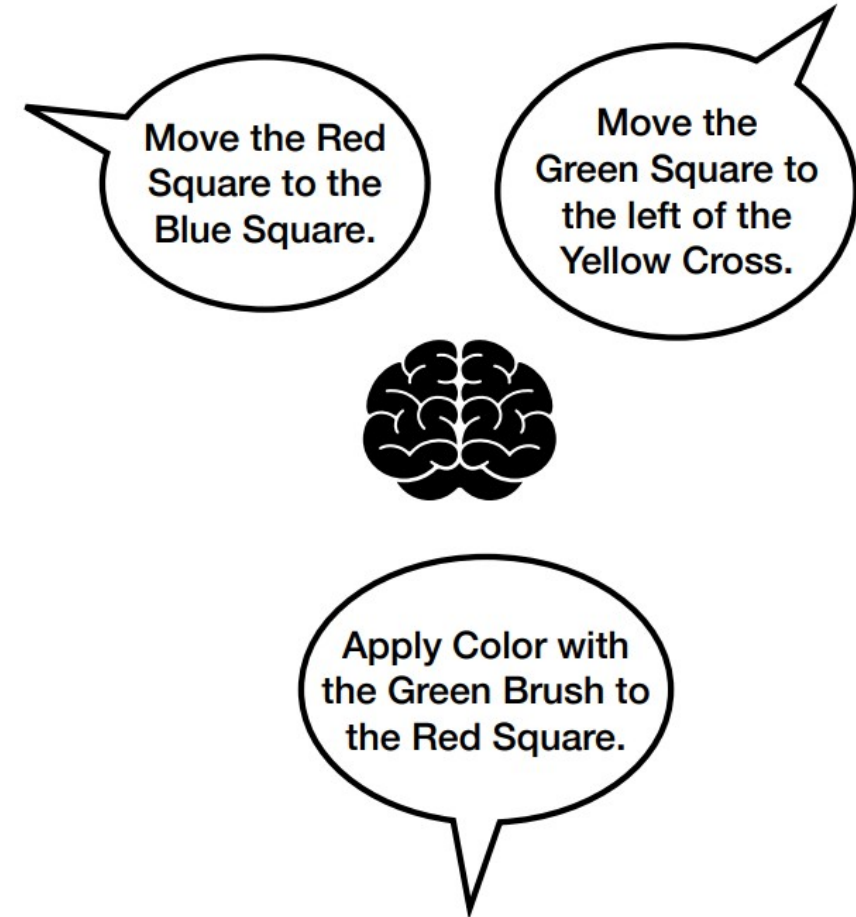 Move the Red
Square to the
Blue Square.
Move the
Green Square to
the left of the
Yellow Cross.
Apply Color with
the Green Brush to
the Red Square.